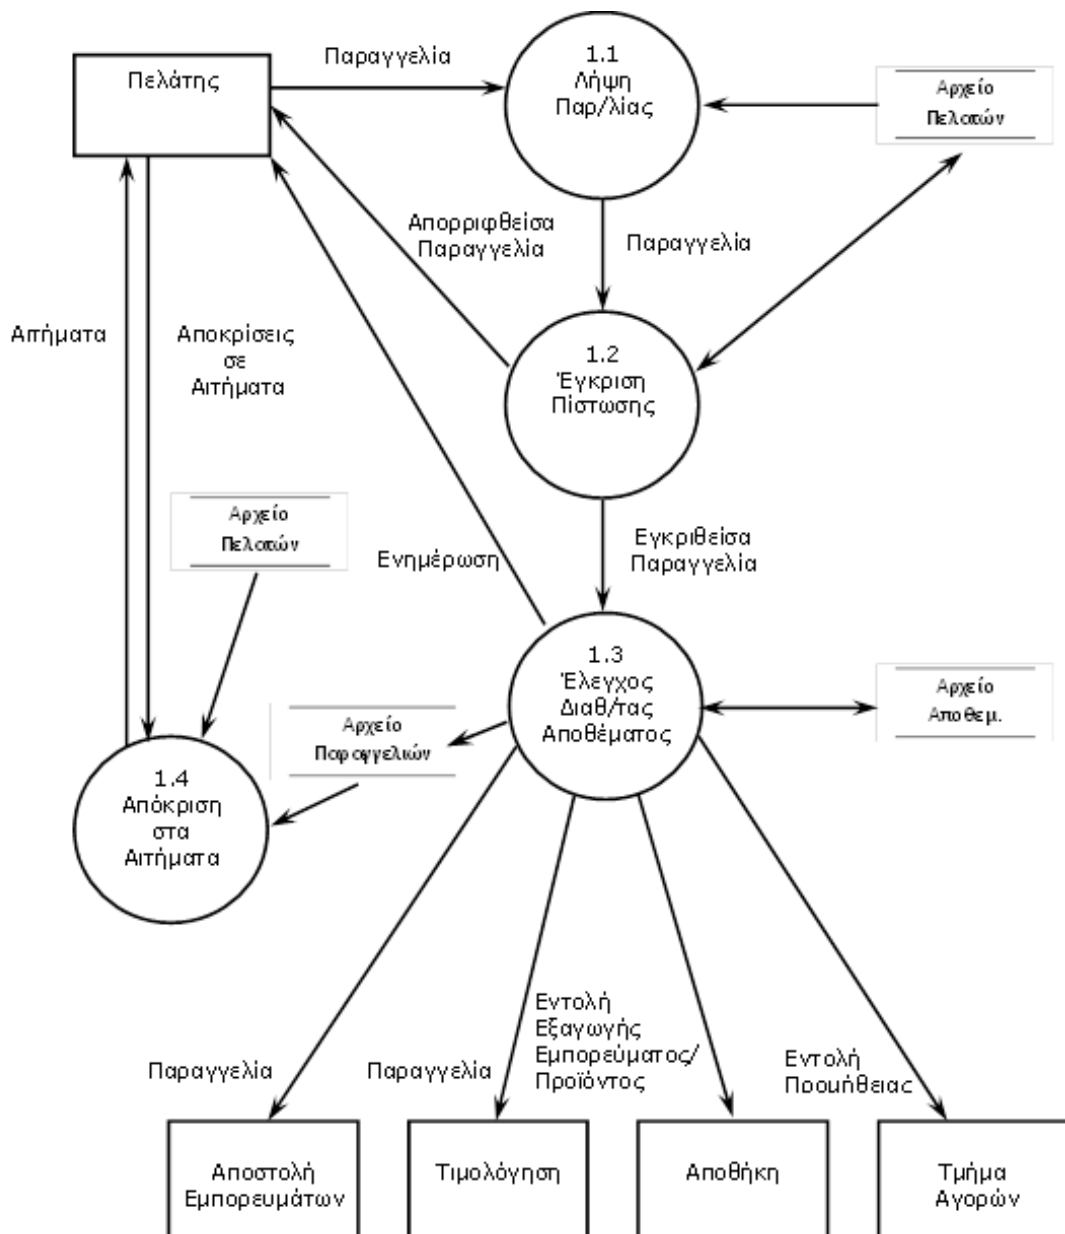 Πελάτης
Παραγγελία
1.1
Λήψη
Παρ/λίας
Αρχείο
Πελατών
Απορριφθείσα
Παραγγελία
Παραγγελία
Αιτήματα
Αποκρίσεις
σε
Αιτήματα
1.2
Έγκριση
Πίστωσης
Αρχείο
Πελατών
Ενημέρωση
Εγκριθείσα
Παραγγελία
1.3
Έλεγχος
Διαθ/τας
Αποθέματος
Αρχείο
Αποθεμ.
Αρχείο
Παραγγελιών
1.4
Απόκριση
στα
Αιτήματα
Παραγγελία
Παραγγελία
Εντολή
Εξαγωγής
Εμπορεύματος/
Προϊόντος
Εντολή
Προμήθειας
Αποστολή
Εμπορευμάτων
Τιμολόγηση
Αποθήκη
Τμήμα
Αγορών